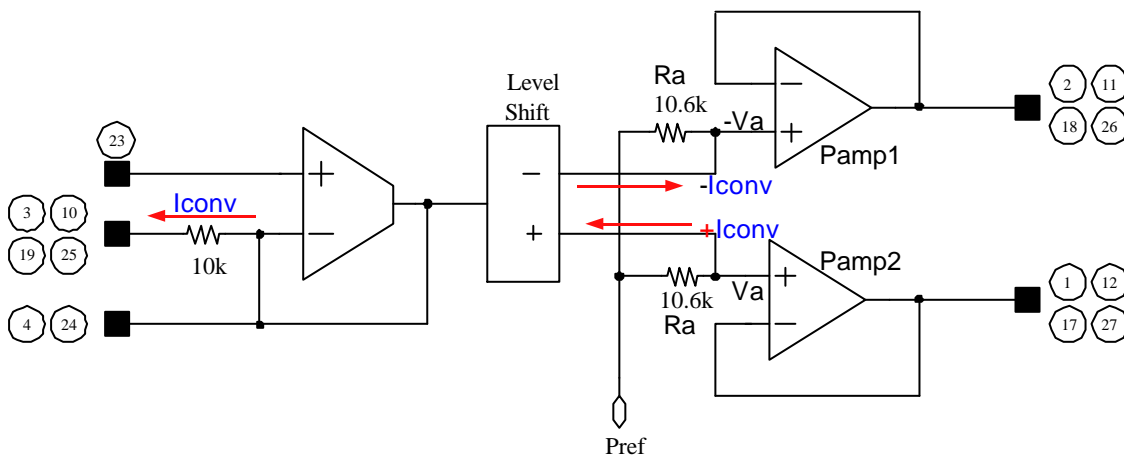 Level
Shift
Ra
10.6k
-Va
Pamp1
2 11
18 26
23
Iconv
3 10
19 25
10k
4 24
-Iconv
+Iconv
10.6k
Ra
Va
Pamp2
1 12
17 27
Pref